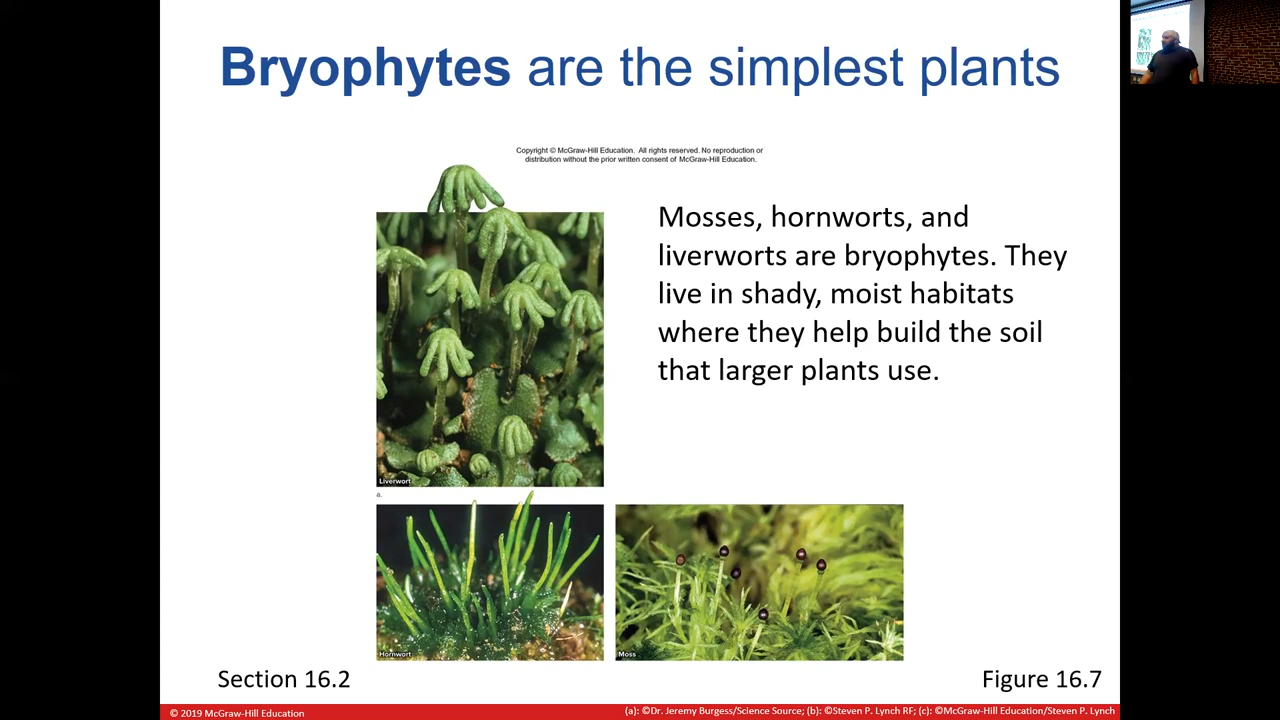 Bryophytes are the simplest plants
Copyright © McGraw-Hill Education. All rights reserved. No reproduction or
distribution without the prior written consent of McGraw-Hill Education.
Mosses, hornworts, and
liverworts are bryophytes. They
live in shady, moist habitats
where they help build the soil
that larger plants use.
Liverwort
a.
Hornwort
Moss
Section 16.2
Figure 16.7
© 2019 McGraw-Hill Education
(a): ©Dr. Jeremy Burgess/Science Source; (b): ©Steven P. Lynch RF; (c): ©McGraw-Hill Education/Steven P. Lynch